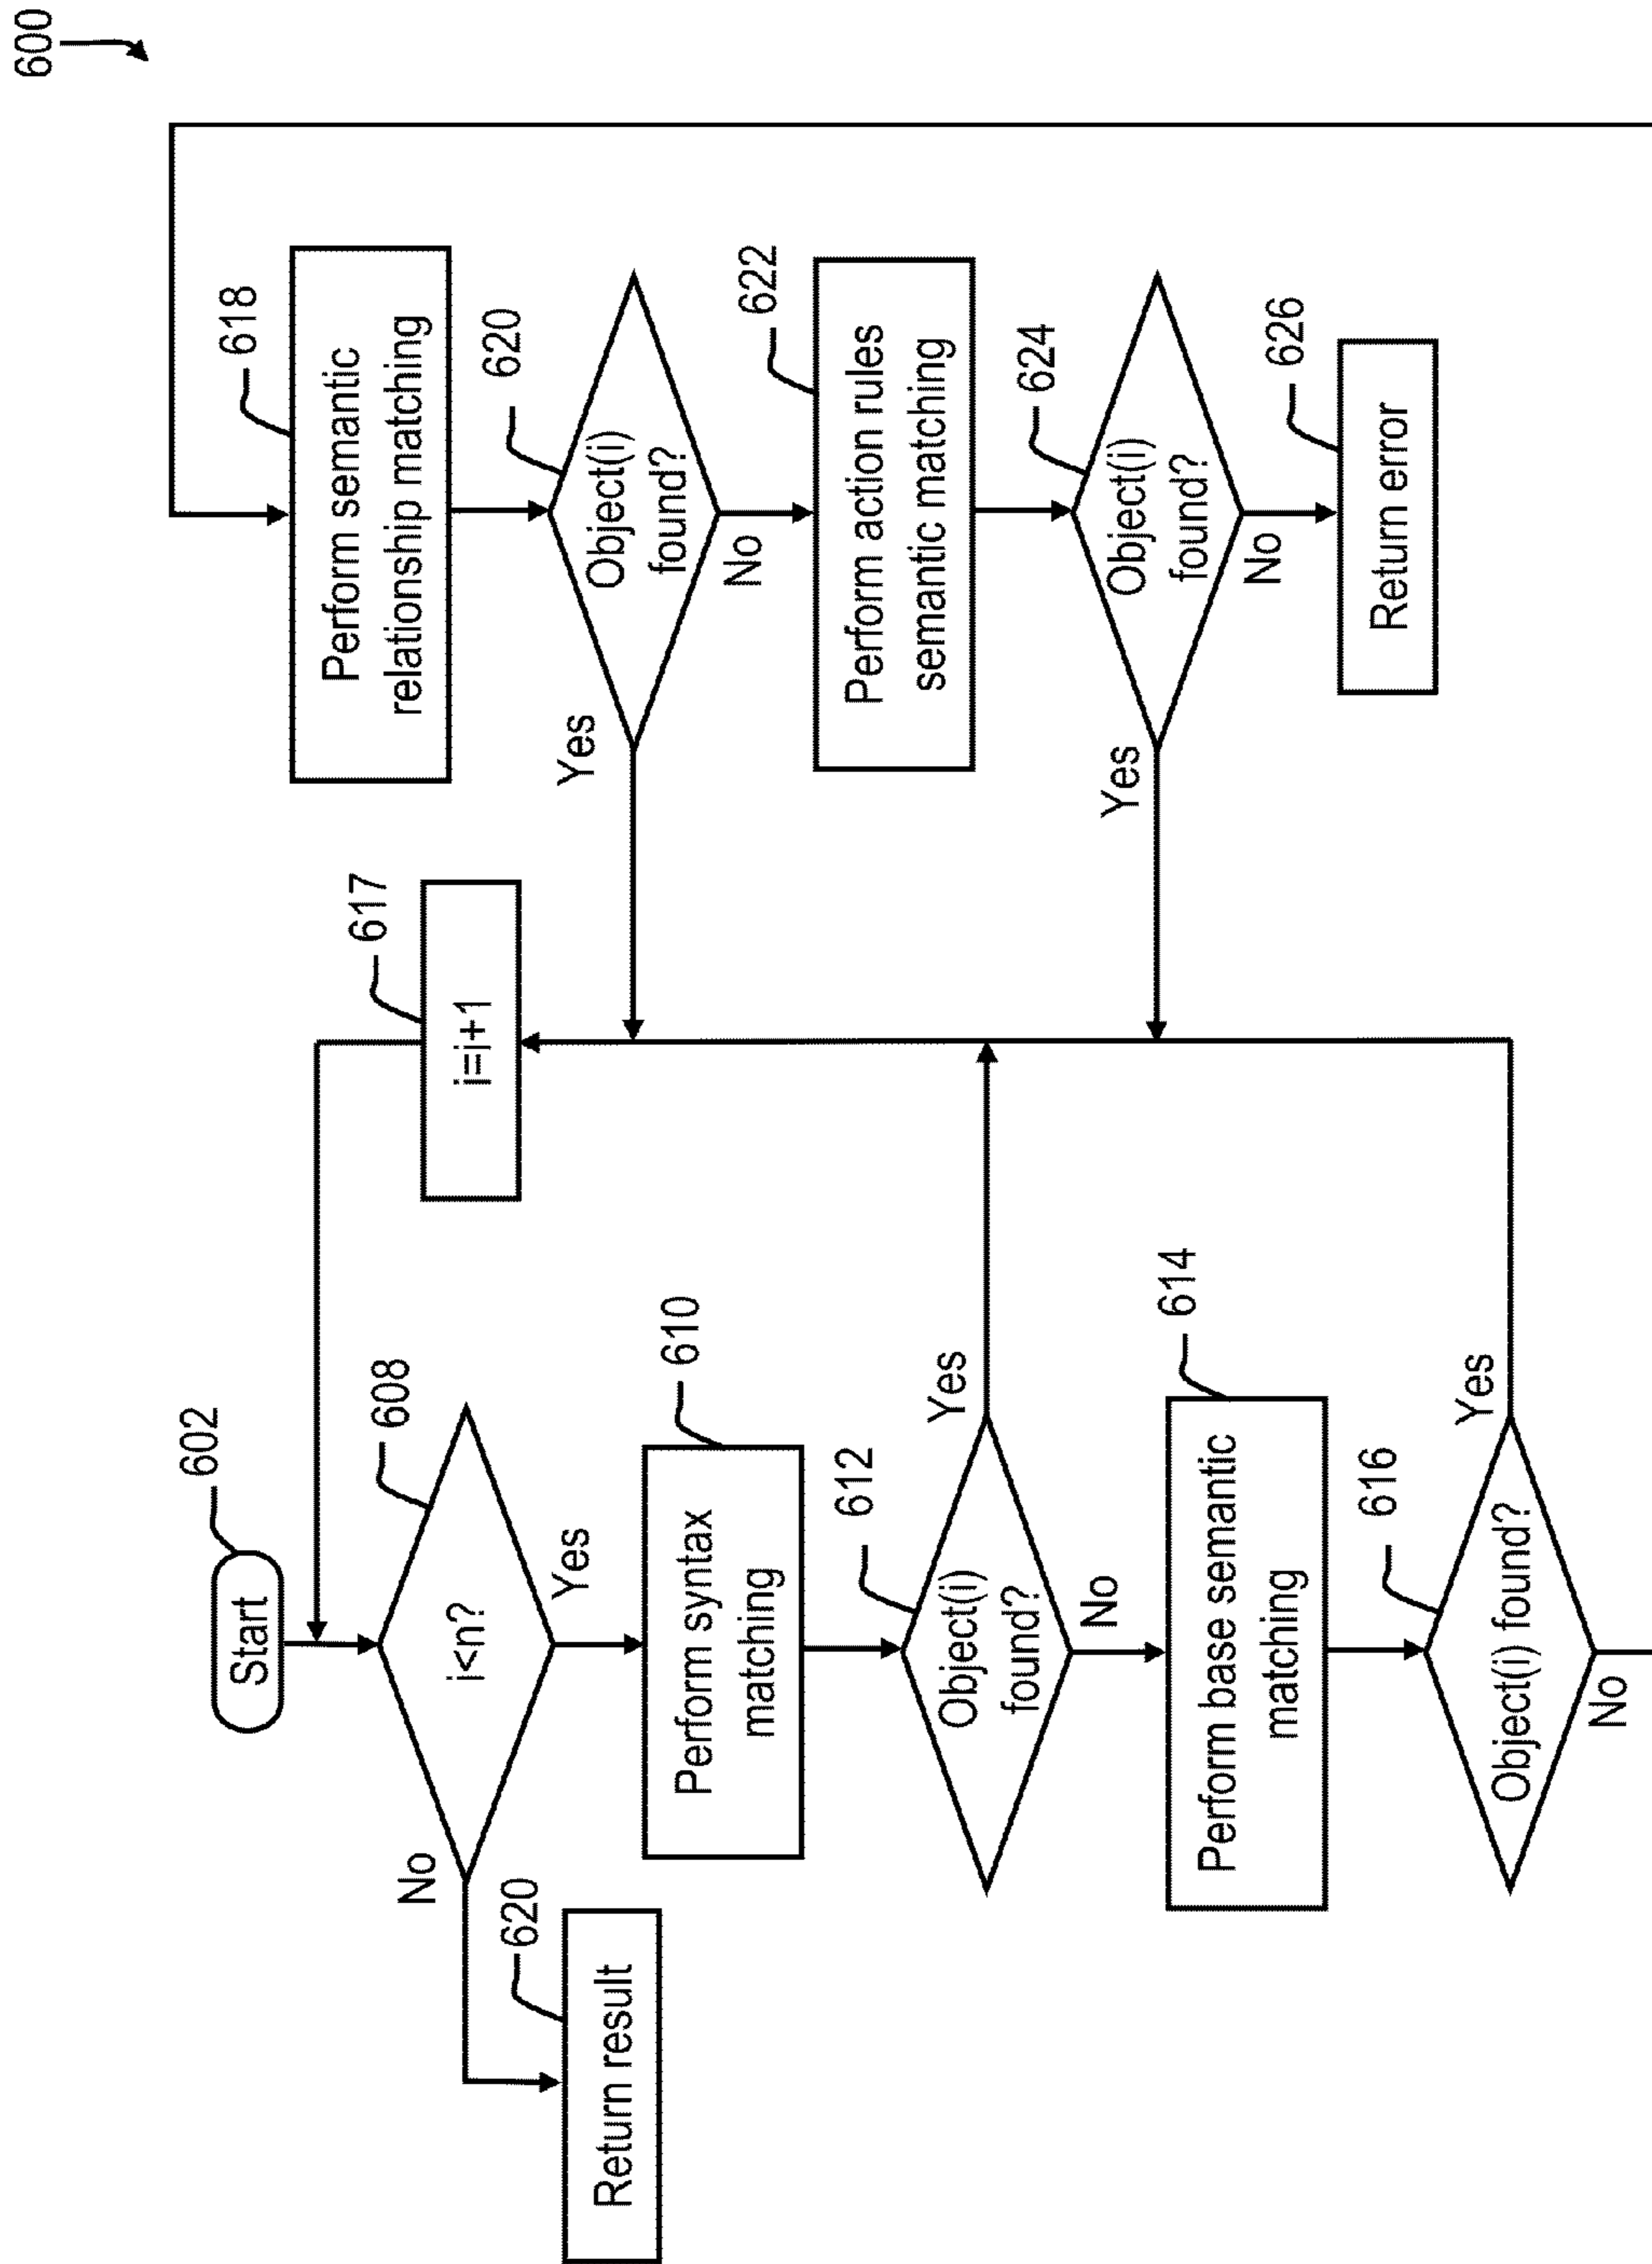 600
602
Start
608
i<n?
Yes
No
620
Return result
610
Perform syntax
matching
612
Object(i)
found?
Yes
No
614
Perform base semantic
matching
616
Object(i) found?
Yes
No
617
i=i+1
618
Perform semantic
relationship matching
620
Object(i)
found?
Yes
No
622
Perform action rules
semantic matching
624
Object(i)
found?
Yes
No
626
Return error